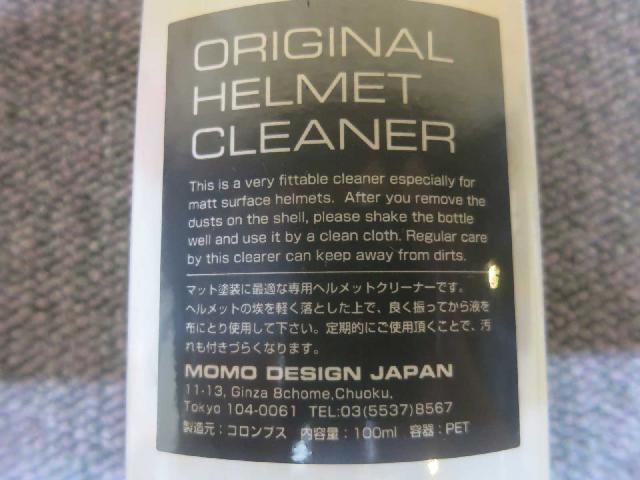 ORIGINAL
HELMET
CLEANER
This is a very fittable cleaner especially for
matt surface helmets. After you remove the
dusts on the shell, please shake the bottle
well and use it by a clean cloth. Regular care
by this clearer can keep away from dirts.
マット塗装に最適な専用ヘルメットクリーナーです。
ヘルメットの埃を軽く落とした上で、良く振ってから液を
布にとり使用して下さい。定期的にご使用頂くことで、汚
れも付きづらくなります。
MOMO DESIGN JAPAN
11-13, Ginza 8chome,Chuoku,
Tokyo 104-0061 TEL:03(5537)8567
製造元：コロンブス 内容量：100ml 容器：PET